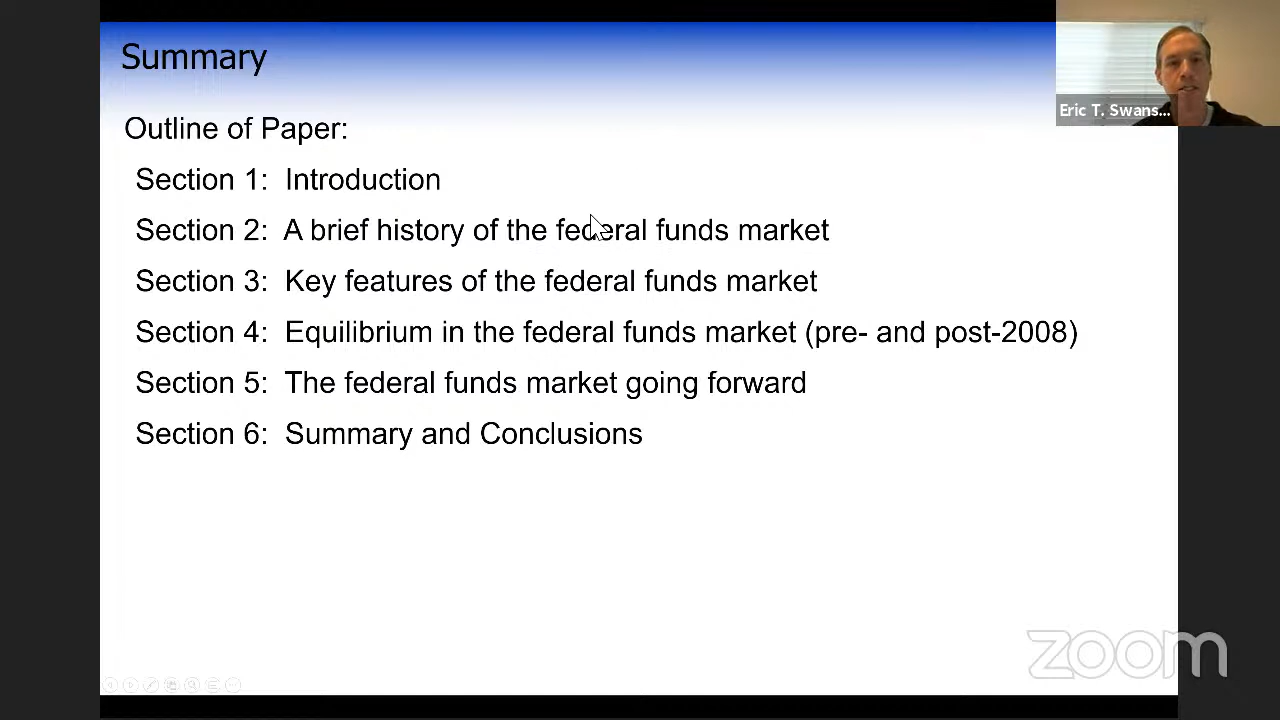 Summary
Eric T. Swans...
Outline of Paper:
Section 1: Introduction
Section 2: A brief history of the federal funds market
Section 3: Key features of the federal funds market
Section 4: Equilibrium in the federal funds market (pre- and post-2008)
Section 5: The federal funds market going forward
Section 6: Summary and Conclusions
zoom